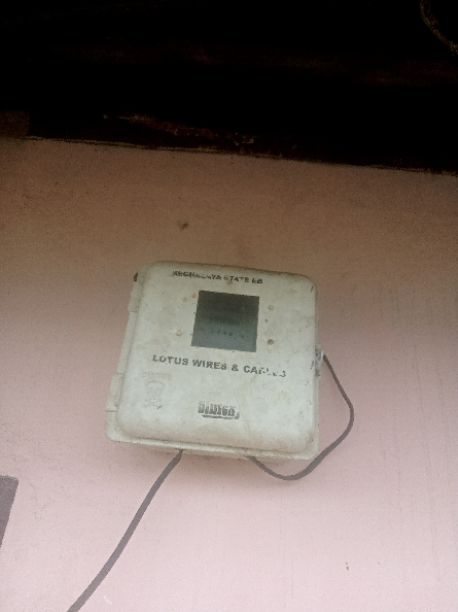 MEGHALAYA STATE EB
LOTUS WIRES & CABLES